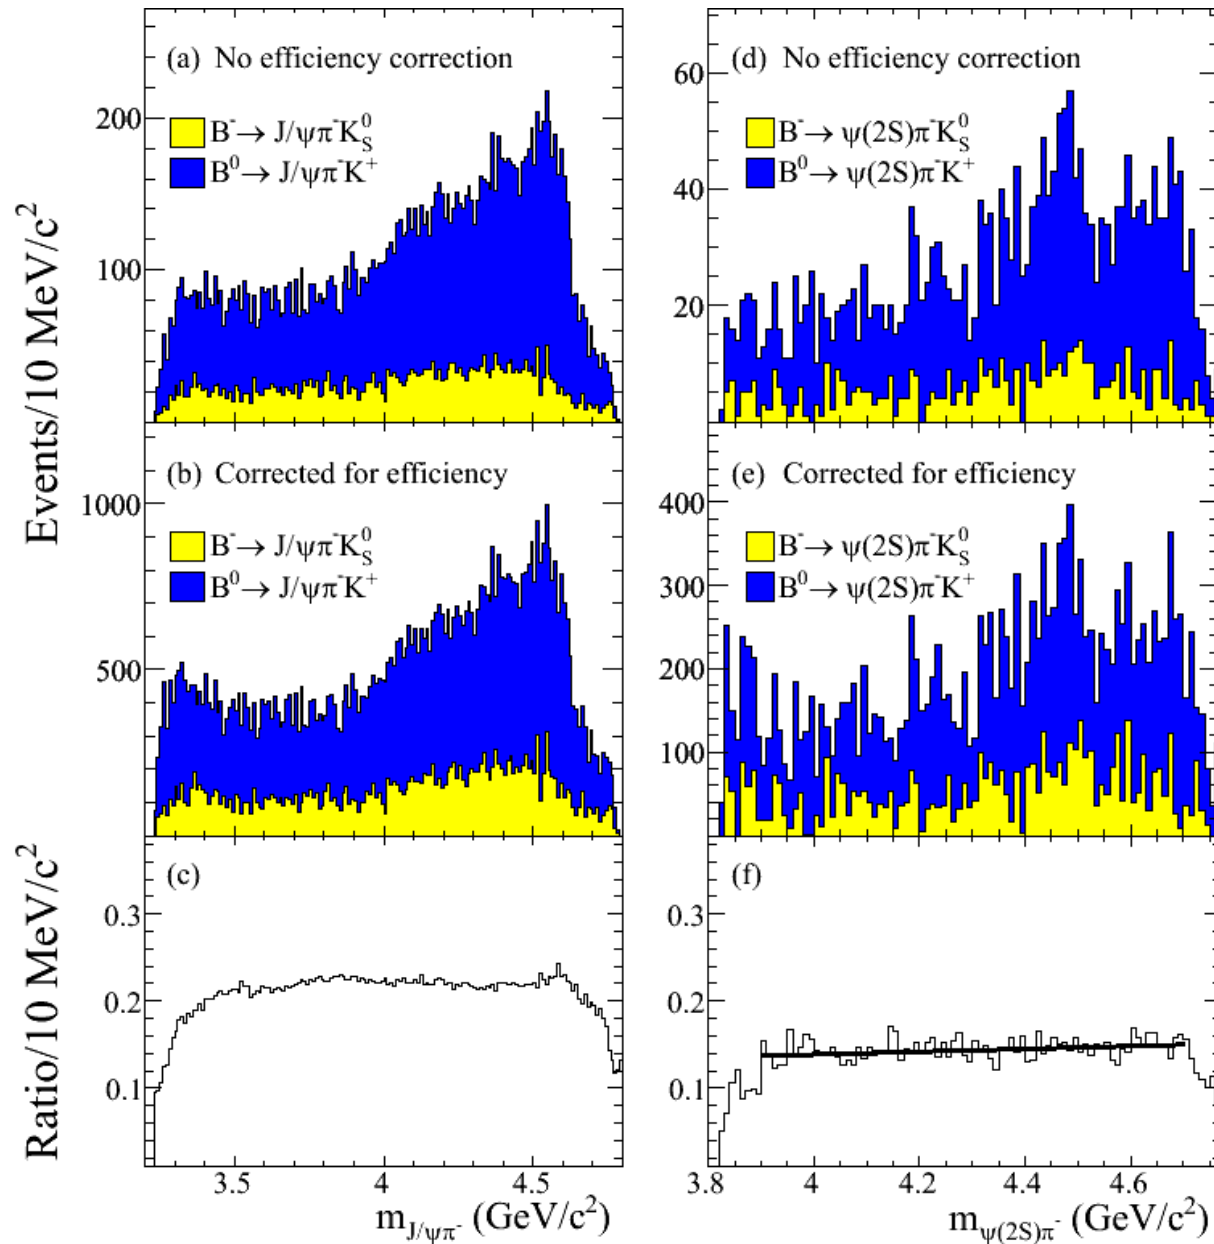 Events/10 MeV/c²
Ratio/10 MeV/c²
(a) No efficiency correction
B⁻→ J/ψπ⁻K⁰_S
B⁰→ J/ψπ⁻K⁺
200
100
(b) Corrected for efficiency
B⁻→ J/ψπ⁻K⁰_S
B⁰→ J/ψπ⁻K⁺
1000
500
(c)
0.3
0.2
0.1
3.5 4 4.5
m_J/ψπ⁻ (GeV/c²)
(d) No efficiency correction
B⁻→ ψ(2S)π⁻K⁰_S
B⁰→ ψ(2S)π⁻K⁺
60
40
20
(e) Corrected for efficiency
B⁻→ ψ(2S)π⁻K⁰_S
B⁰→ ψ(2S)π⁻K⁺
400
300
200
100
(f)
0.3
0.2
0.1
3.8 4 4.2 4.4 4.6
m_ψ(2S)π⁻ (GeV/c²)